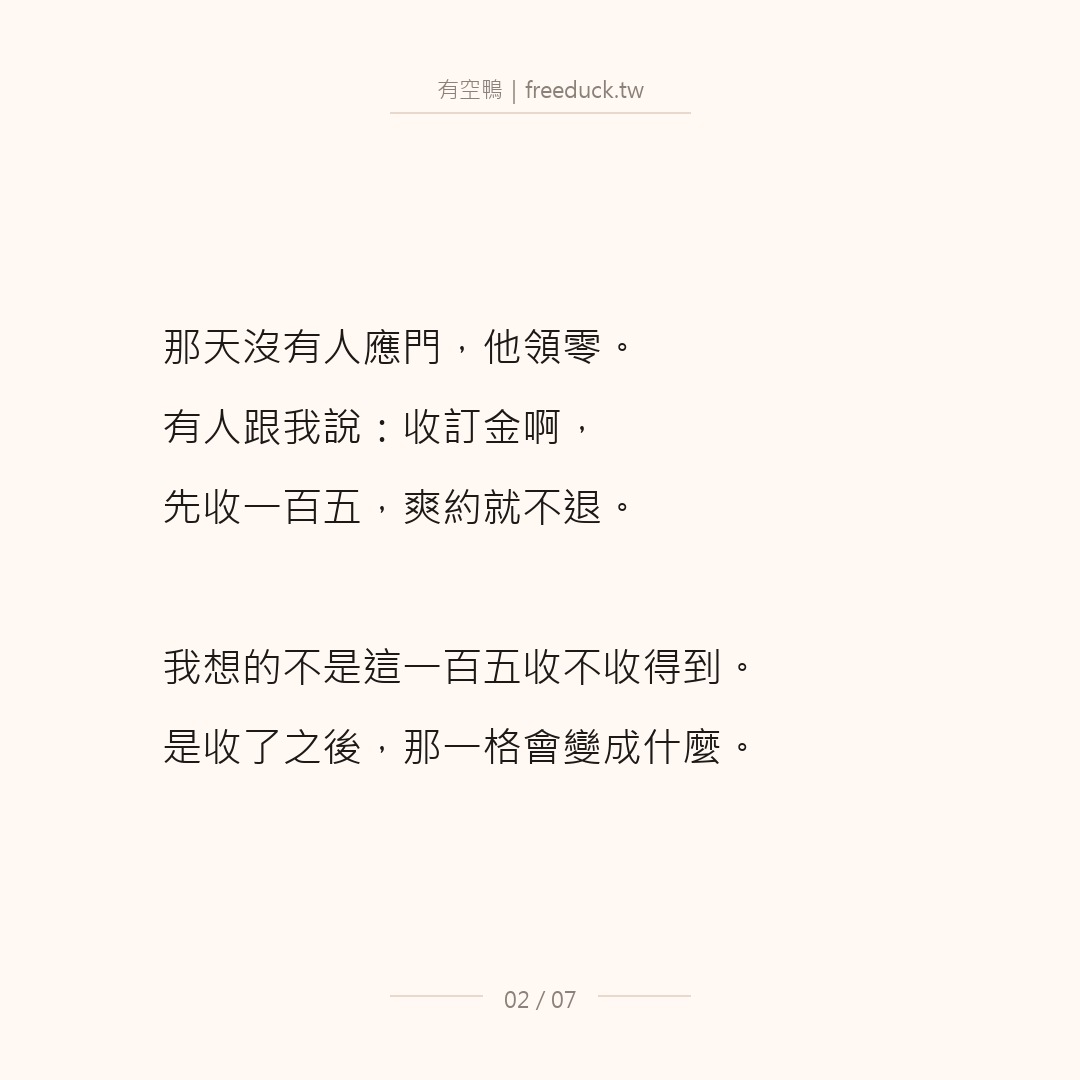 有空鴨｜freeduck.tw
那天沒有人應門，他領零。
有人跟我說：收訂金啊，
先收一百五，爽約就不退。
我想的不是這一百五收不收得到。
是收了之後，那一格會變成什麼。
02 / 07